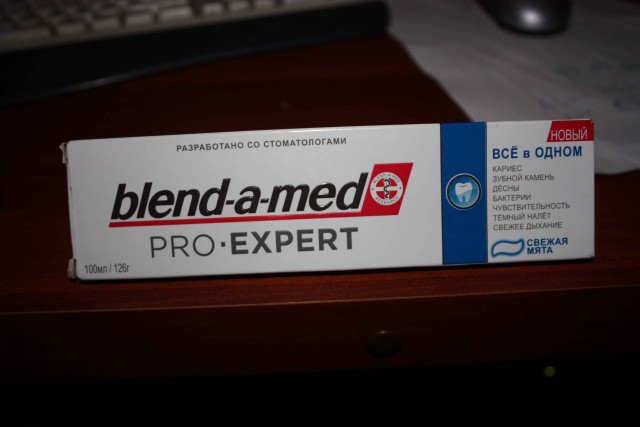 РАЗРАБОТАНО СО СТОМАТОЛОГАМИ
blend-a-med
PRO·EXPERT
100мл / 126г
НОВЫЙ
ВСЁ в ОДНОМ
КАРИЕС
ЗУБНОЙ КАМЕНЬ
ДЁСНЫ
БАКТЕРИИ
ЧУВСТВИТЕЛЬНОСТЬ
ТЁМНЫЙ НАЛЁТ
СВЕЖЕЕ ДЫХАНИЕ
СВЕЖАЯ
МЯТА